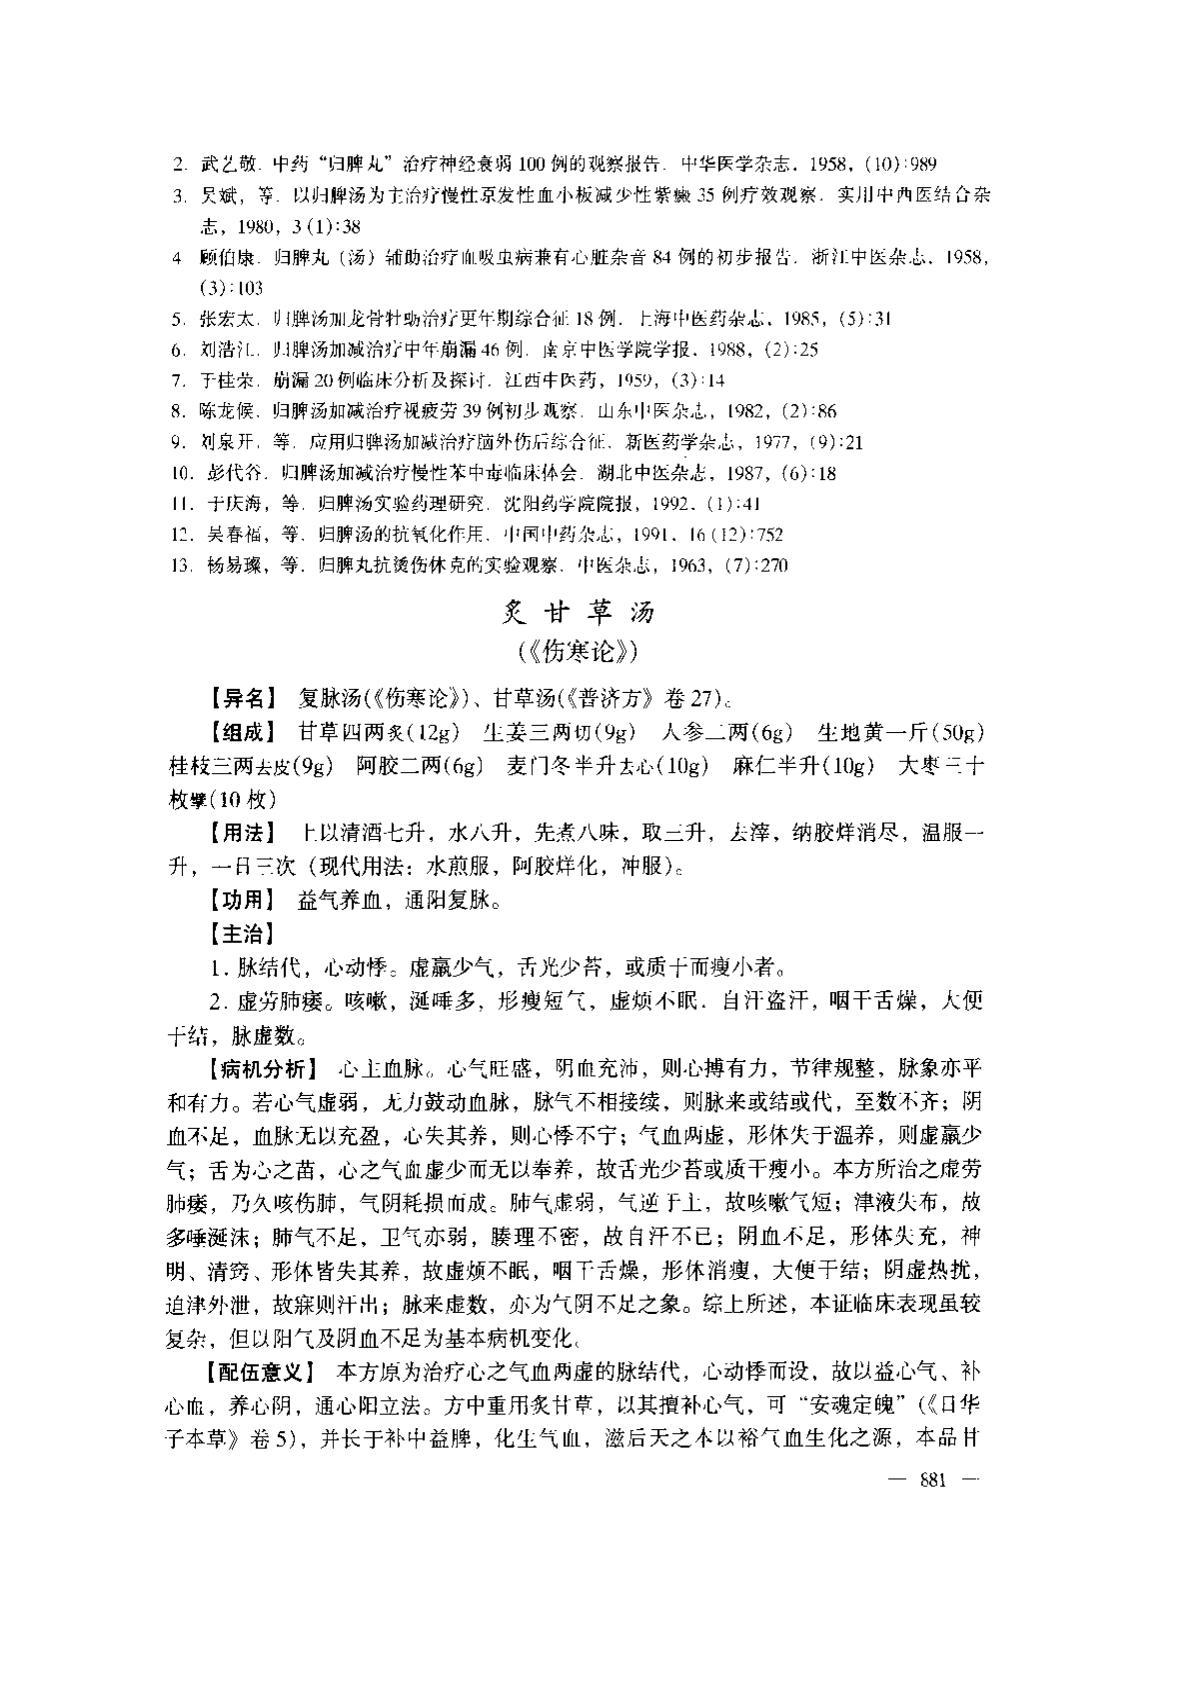 2. 武艺敬. 中药“归脾丸”治疗神经衰弱 100 例的观察报告. 中华医学杂志. 1958, (10):989
3. 吴斌, 等. 以归脾汤为主治疗慢性原发性血小板减少性紫癜 35 例疗效观察. 实用中西医结合杂
志, 1980, 3 (1):38
4 顾伯康. 归脾丸 (汤) 辅助治疗血吸虫病兼有心脏杂音 84 例的初步报告. 浙江中医杂志. 1958,
(3):103
5. 张宏太. 归脾汤加龙骨牡蛎治疗更年期综合征 18 例. 上海中医药杂志. 1985, (5):31
6. 刘浩江. 归脾汤加减治疗中年崩漏 46 例. 南京中医学院学报. 1988, (2):25
7. 于桂荣. 崩漏 20 例临床分析及探讨. 江西中医药, 1959, (3):14
8. 陈龙候. 归脾汤加减治疗视疲劳 39 例初步观察. 山东中医杂志, 1982, (2):86
9. 刘泉开, 等. 应用归脾汤加减治疗脑外伤后综合征. 新医药学杂志, 1977, (9):21
10. 彭代谷. 归脾汤加减治疗慢性苯中毒临床体会. 湖北中医杂志, 1987, (6):18
11. 于庆海, 等. 归脾汤实验药理研究. 沈阳药学院院报, 1992. (1):41
12. 吴春福, 等. 归脾汤的抗氧化作用. 中国中药杂志, 1991. 16 (12):752
13. 杨易璨, 等. 归脾丸抗烫伤休克的实验观察. 中医杂志, 1963, (7):270
炙甘草汤
(《伤寒论》)
【异名】 复脉汤(《伤寒论》)、甘草汤(《普济方》卷 27)。
【组成】 甘草四两炙(12g) 生姜三两切(9g) 人参二两(6g) 生地黄一斤(50g)
桂枝三两去皮(9g) 阿胶二两(6g) 麦门冬半升去心(10g) 麻仁半升(10g) 大枣三十
枚擘(10 枚)
【用法】 上以清酒七升，水八升，先煮八味，取三升，去滓，纳胶烊消尽，温服一
升，一日三次（现代用法：水煎服，阿胶烊化，冲服）。
【功用】 益气养血，通阳复脉。
【主治】
1. 脉结代，心动悸。虚羸少气，舌光少苔，或质干而瘦小者。
2. 虚劳肺痿。咳嗽，涎唾多，形瘦短气，虚烦不眠. 自汗盗汗，咽干舌燥，大便
干结，脉虚数。
【病机分析】 心主血脉。心气旺盛，阴血充沛，则心搏有力，节律规整，脉象亦平
和有力。若心气虚弱，无力鼓动血脉，脉气不相接续，则脉来或结或代，至数不齐；阴
血不足，血脉无以充盈，心失其养，则心悸不宁；气血两虚，形体失于温养，则虚羸少
气；舌为心之苗，心之气血虚少而无以奉养，故舌光少苔或质干瘦小。本方所治之虚劳
肺痿，乃久咳伤肺，气阴耗损而成。肺气虚弱，气逆于上，故咳嗽气短；津液失布，故
多唾涎沫；肺气不足，卫气亦弱，腠理不密，故自汗不已；阴血不足，形体失充，神
明、清窍、形体皆失其养，故虚烦不眠，咽干舌燥，形体消瘦，大便干结；阴虚热扰，
迫津外泄，故寐则汗出；脉来虚数，亦为气阴不足之象。综上所述，本证临床表现虽较
复杂，但以阳气及阴血不足为基本病机变化。
【配伍意义】 本方原为治疗心之气血两虚的脉结代，心动悸而设，故以益心气、补
心血，养心阴，通心阳立法。方中重用炙甘草，以其擅补心气，可“安魂定魄”（《日华
子本草》卷 5），并长于补中益脾，化生气血，滋后天之本以裕气血生化之源，本品甘
— 881 —